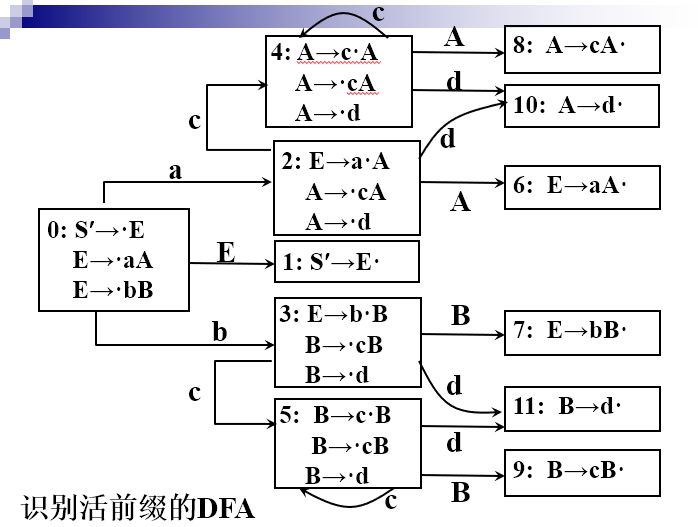 c
4: A→c·A
A→·cA
A→·d
A
8: A→cA·
d
10: A→d·
c
d
2: E→a·A
A→·cA
A→·d
a
A
6: E→aA·
0: S′→·E
E→·aA
E→·bB
E
1: S′→E·
3: E→b·B
B→·cB
B→·d
b
B
7: E→bB·
c
d
11: B→d·
5: B→c·B
B→·cB
B→·d
d
B
9: B→cB·
c
识别活前缀的DFA